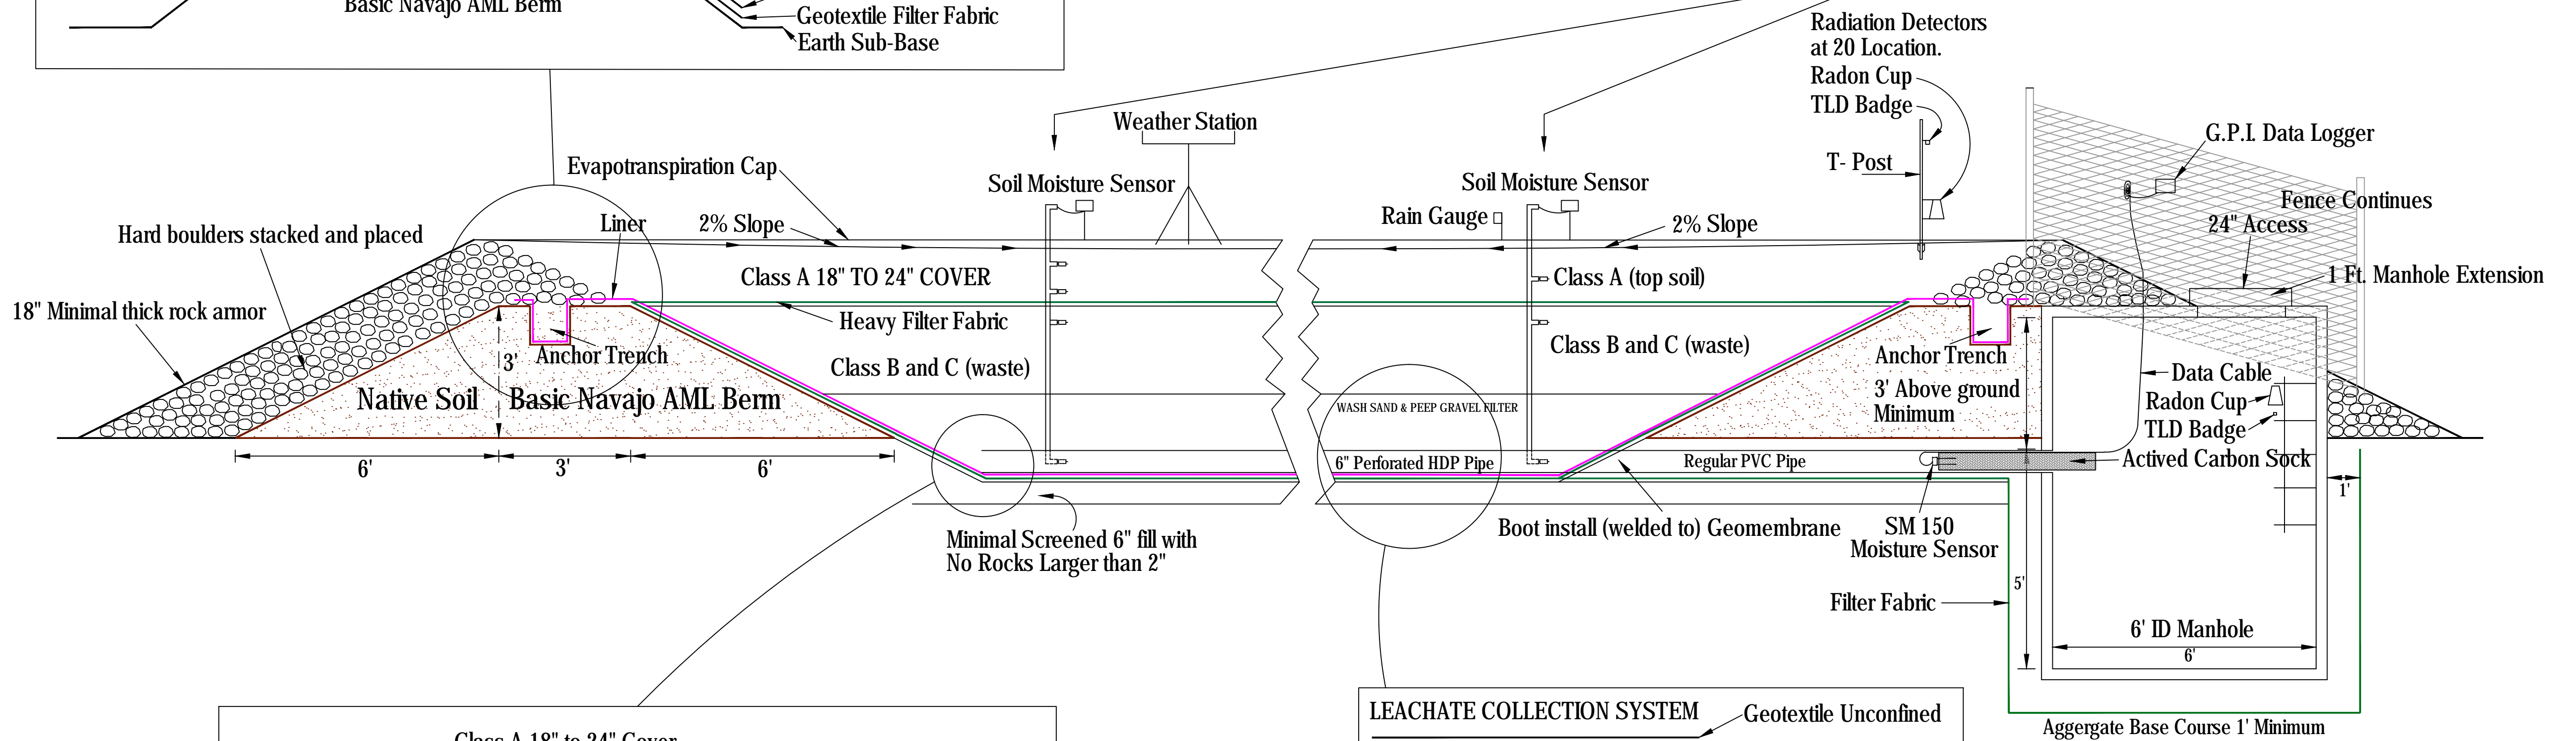 Basic Navajo AML Berm
Geotextile Filter Fabric
Earth Sub-Base
Radiation Detectors
at 20 Location.
Radon Cup
TLD Badge
Weather Station
G.P.I. Data Logger
T- Post
Evapotranspiration Cap
Soil Moisture Sensor
Soil Moisture Sensor
Fence Continues
24" Access
Hard boulders stacked and placed
Liner
2% Slope
Rain Gauge
2% Slope
1 Ft. Manhole Extension
Class A 18" TO 24" COVER
Class A (top soil)
18" Minimal thick rock armor
Heavy Filter Fabric
Anchor Trench
3'
Class B and C (waste)
Class B and C (waste)
Anchor Trench
3' Above ground
Minimum
Data Cable
Radon Cup
TLD Badge
Native Soil
Basic Navajo AML Berm
WASH SAND & PEEP GRAVEL FILTER
6'
3'
6'
6" Perforated HDP Pipe
Regular PVC Pipe
Actived Carbon Sock
1'
Minimal Screened 6" fill with
No Rocks Larger than 2"
Boot install (welded to) Geomembrane
SM 150
Moisture Sensor
5'
Filter Fabric
6' ID Manhole
6'
LEACHATE COLLECTION SYSTEM
Geotextile Unconfined
Aggergate Base Course 1' Minimum
Class A 18" to 24" Cover